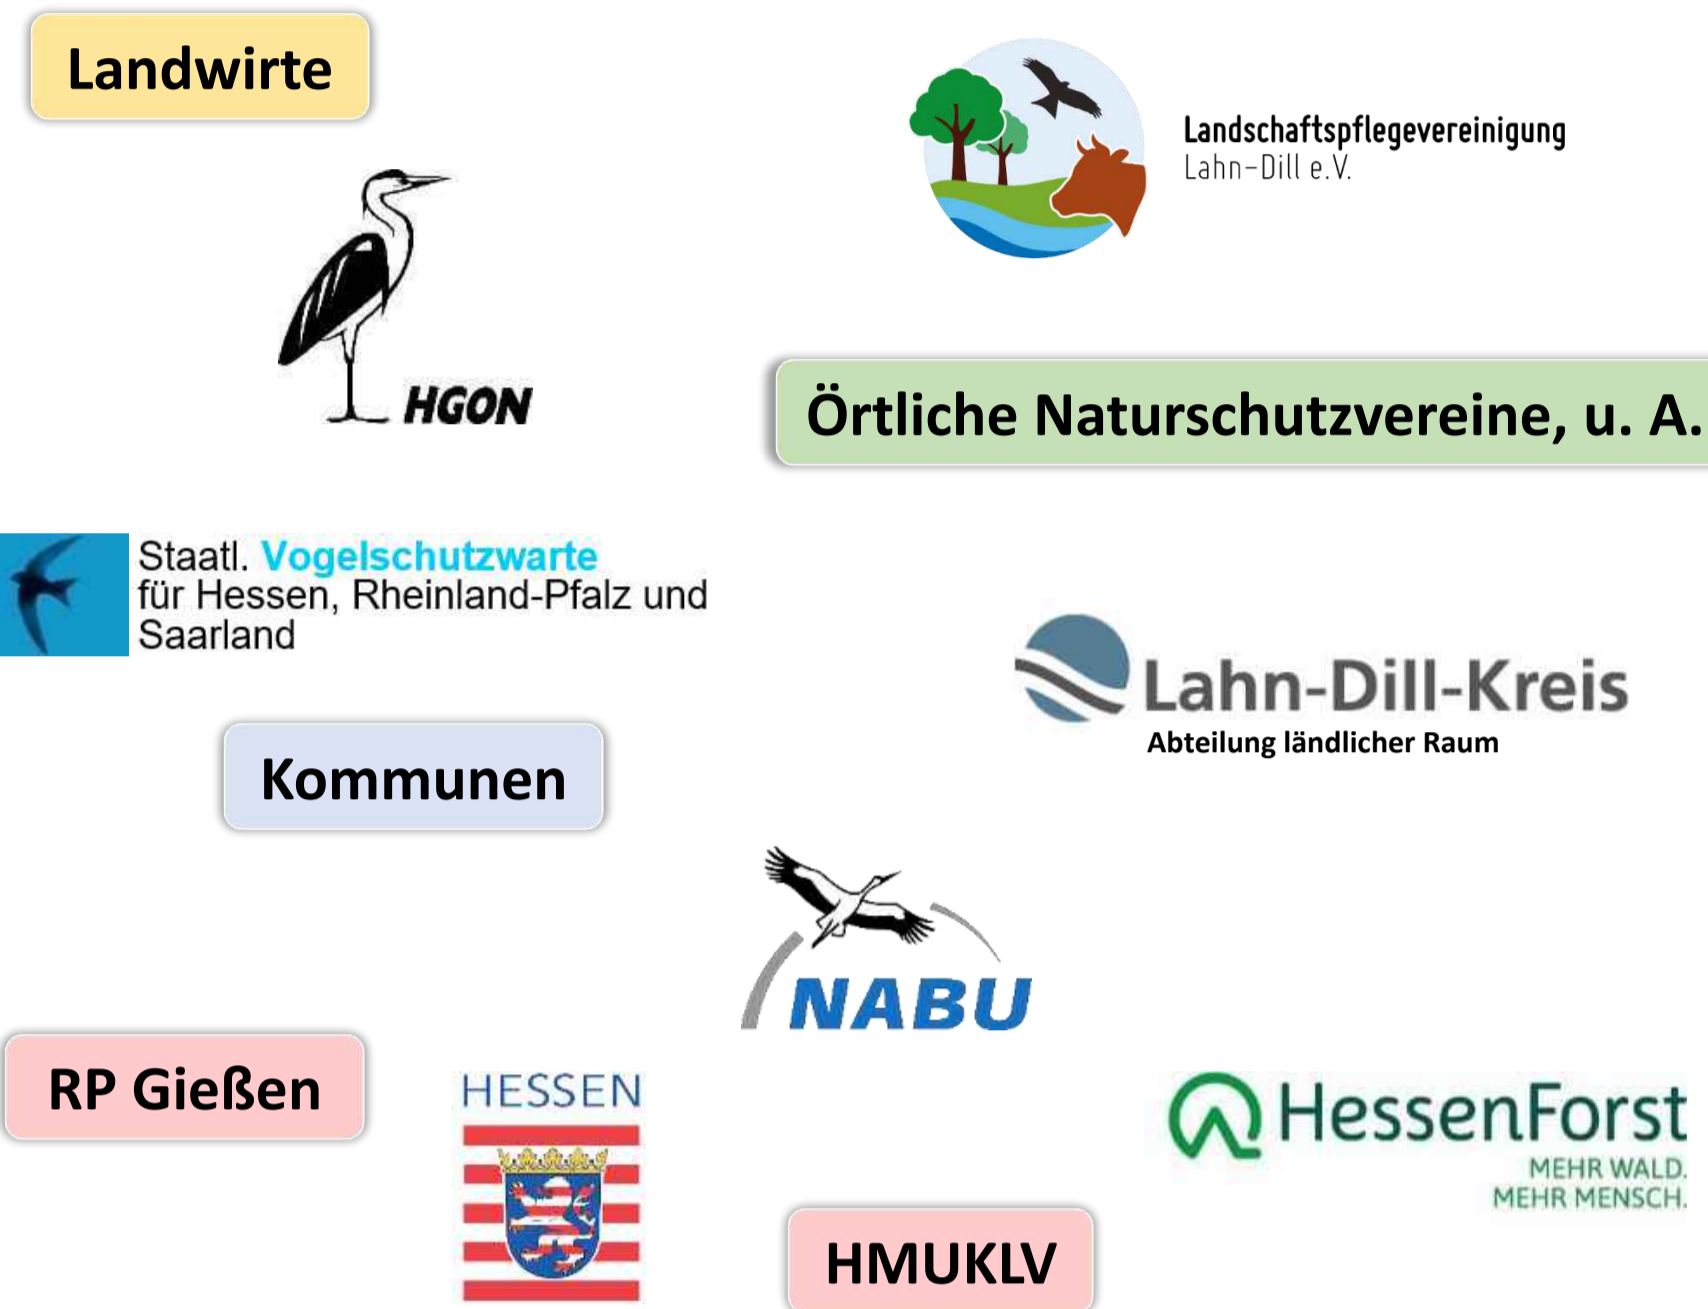 Landwirte
Landschaftspflegevereinigung
Lahn-Dill e.V.
HGON
Örtliche Naturschutzvereine, u. A.
Staatl. Vogelschutzwarte
für Hessen, Rheinland-Pfalz und
Saarland
Lahn-Dill-Kreis
Abteilung ländlicher Raum
Kommunen
NABU
RP Gießen
HESSEN
HessenForst
MEHR WALD.
MEHR MENSCH.
HMUKLV